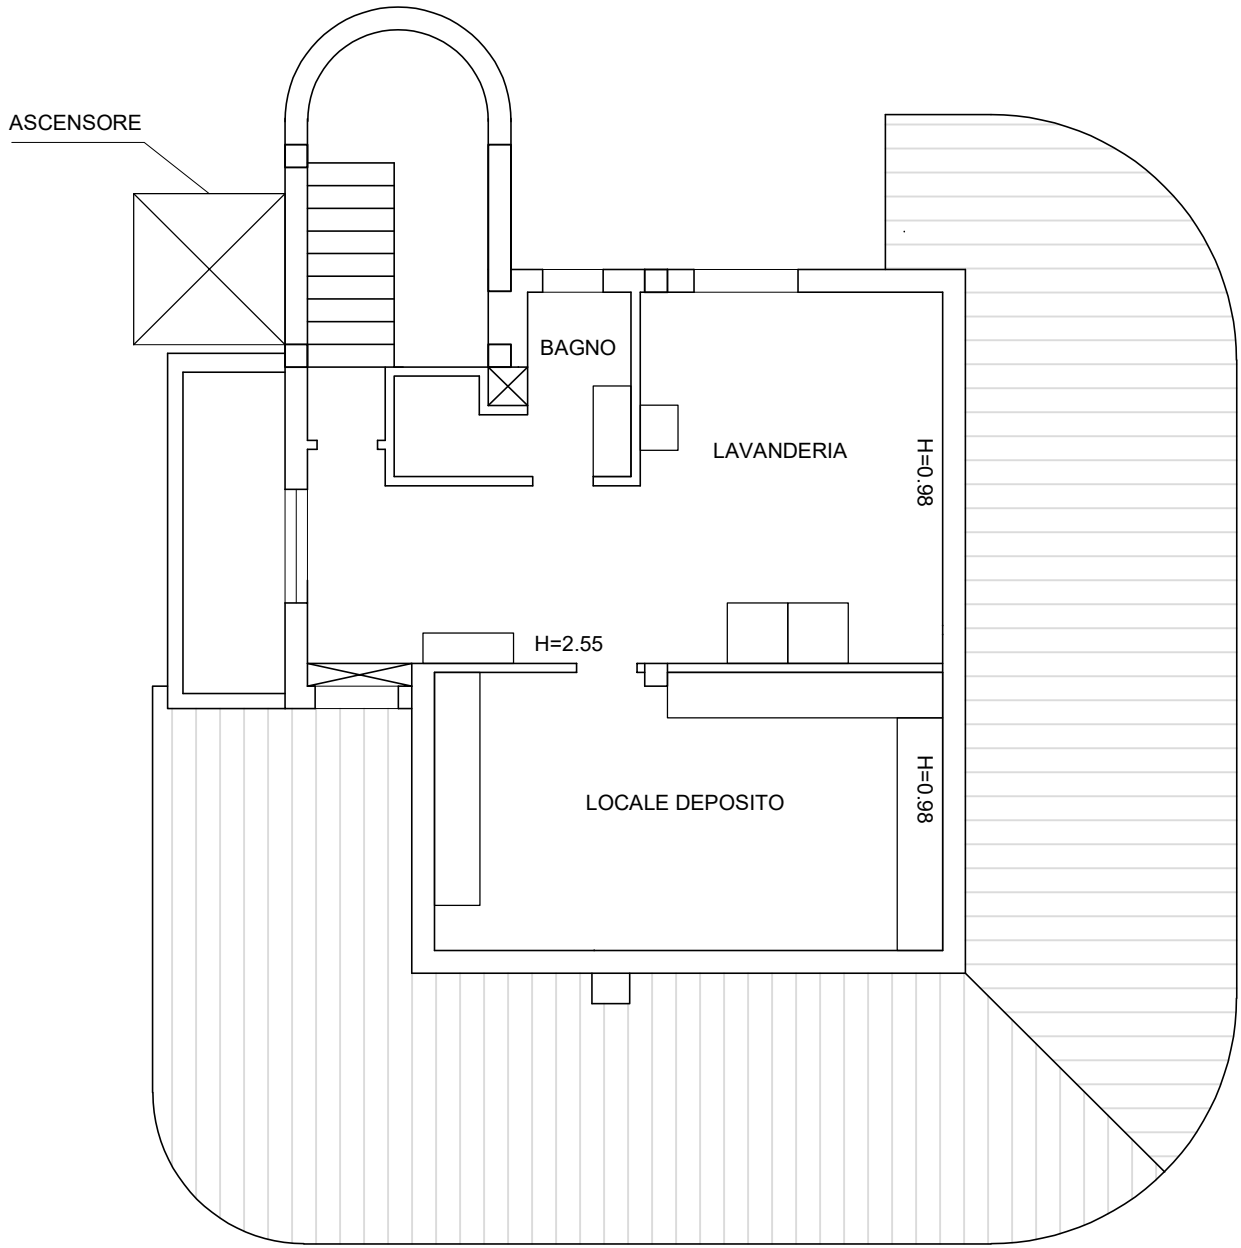 ASCENSORE
BAGNO
LAVANDERIA
H=0.98
H=2.55
LOCALE DEPOSITO
H=0.98